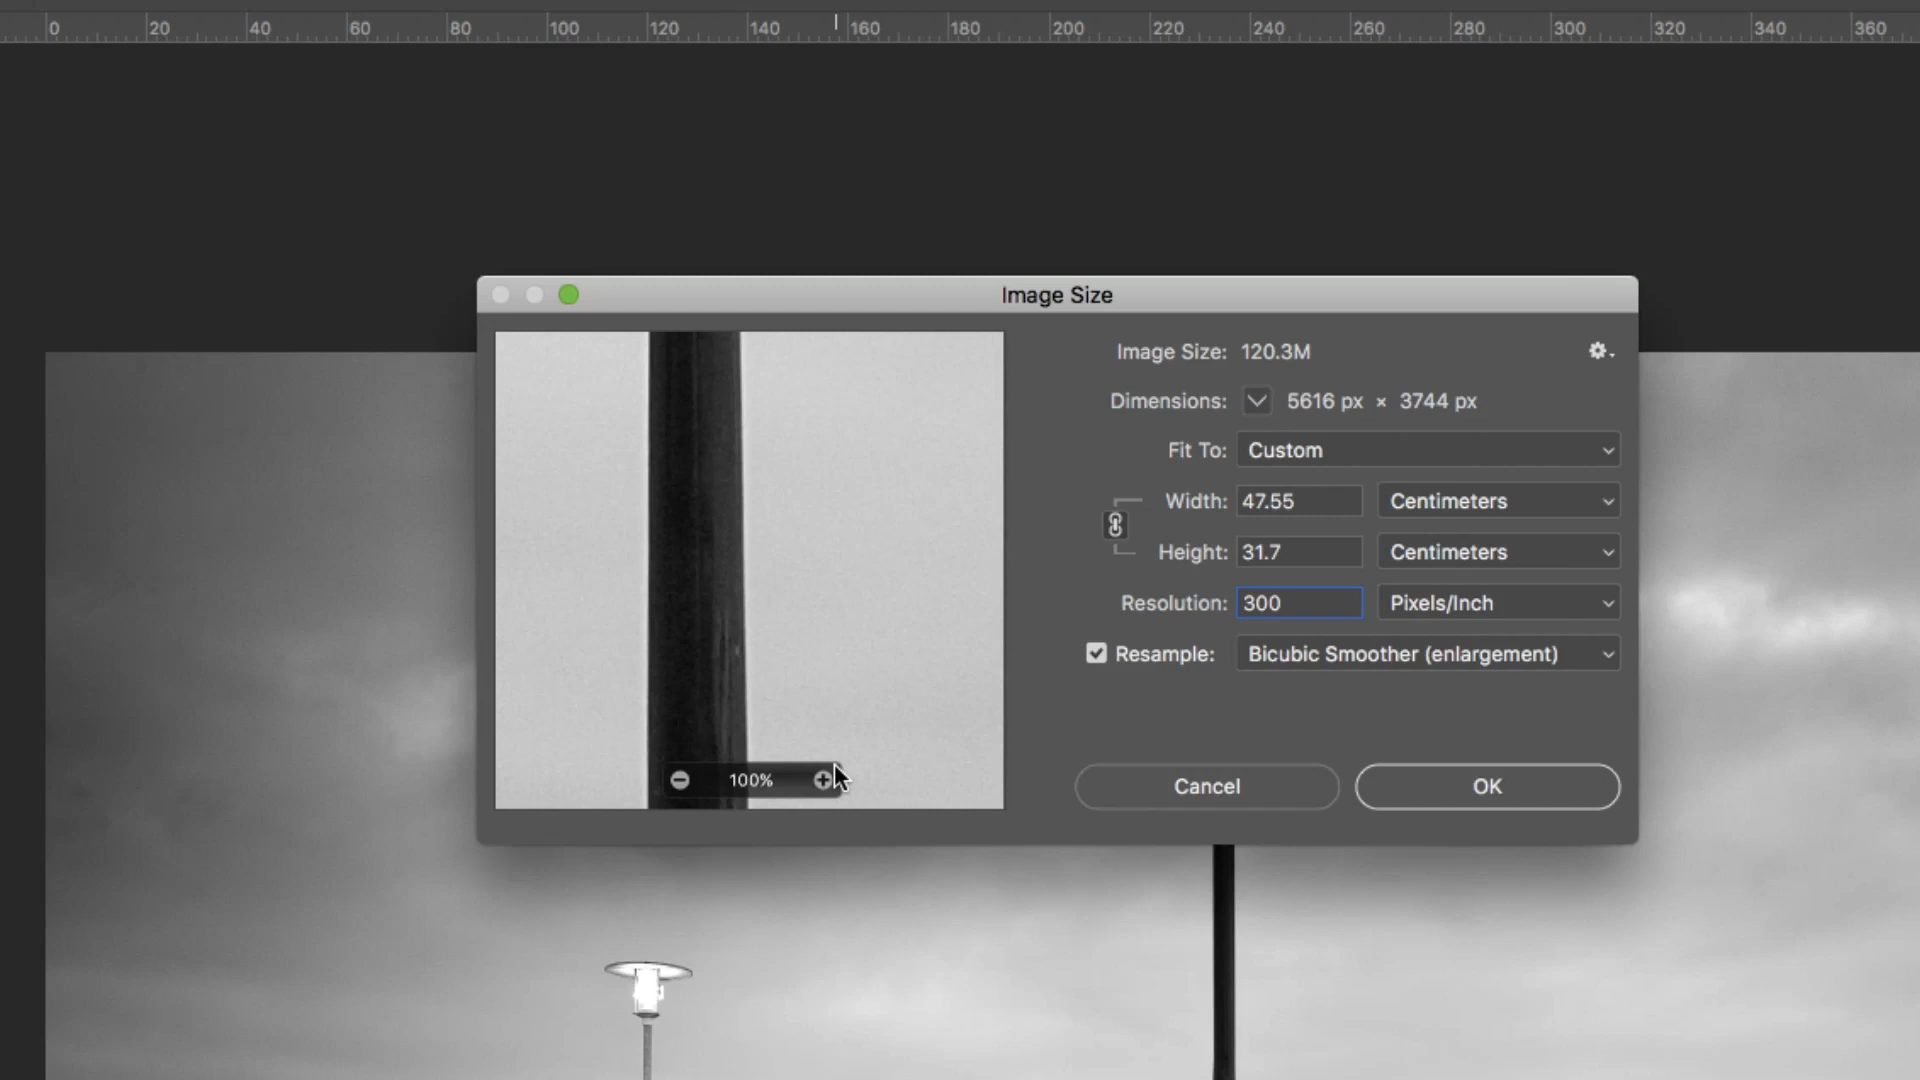 0 20 40 60 80 100 120 140 160 180 200 220 240 260 280 300 320 340 360
Image Size
Image Size: 120.3M
Dimensions: 5616 px × 3744 px
Fit To: Custom
Width: 47.55 Centimeters
Height: 31.7 Centimeters
Resolution: 300 Pixels/Inch
Resample: Bicubic Smoother (enlargement)
100%
Cancel OK